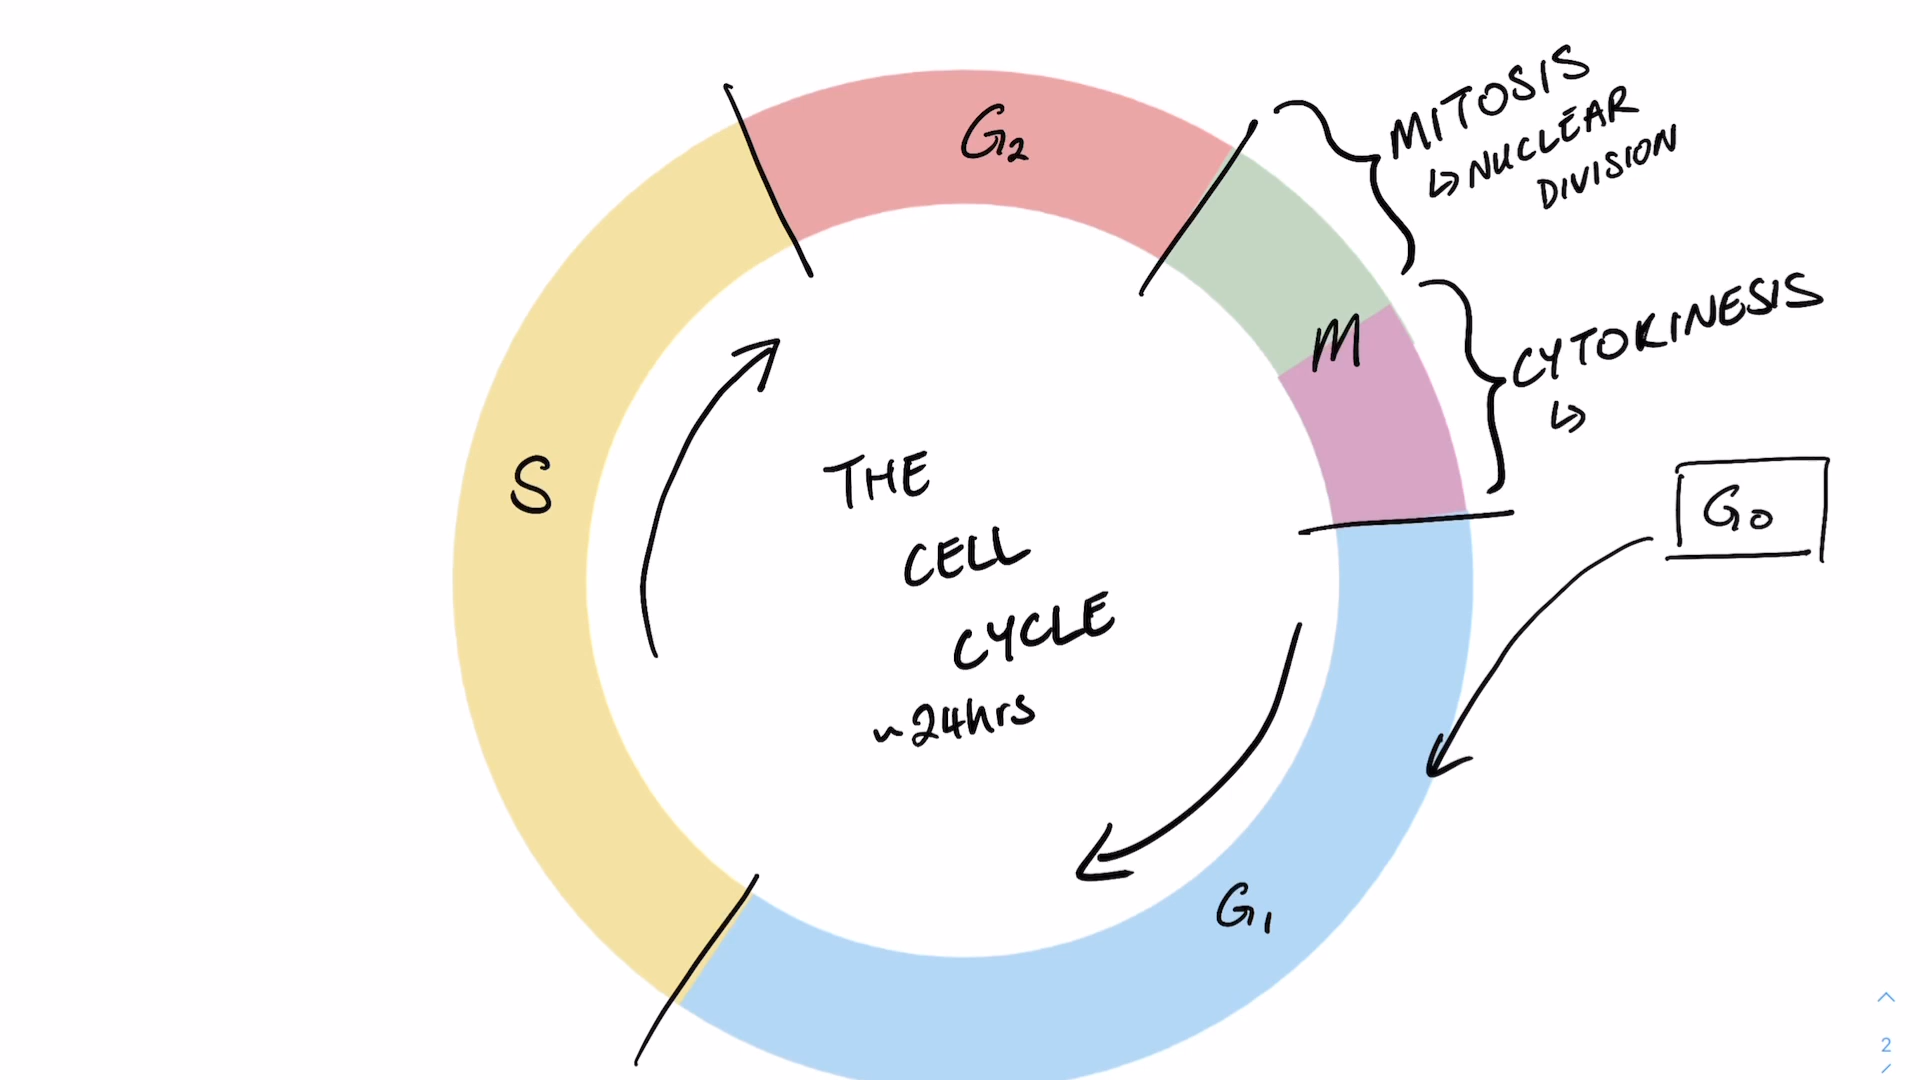 G2
MITOSIS
↳ NUCLEAR
DIVISION
M
CYTOKINESIS
↳
S
THE
CELL
CYCLE
~24hrs
G0
G1
2